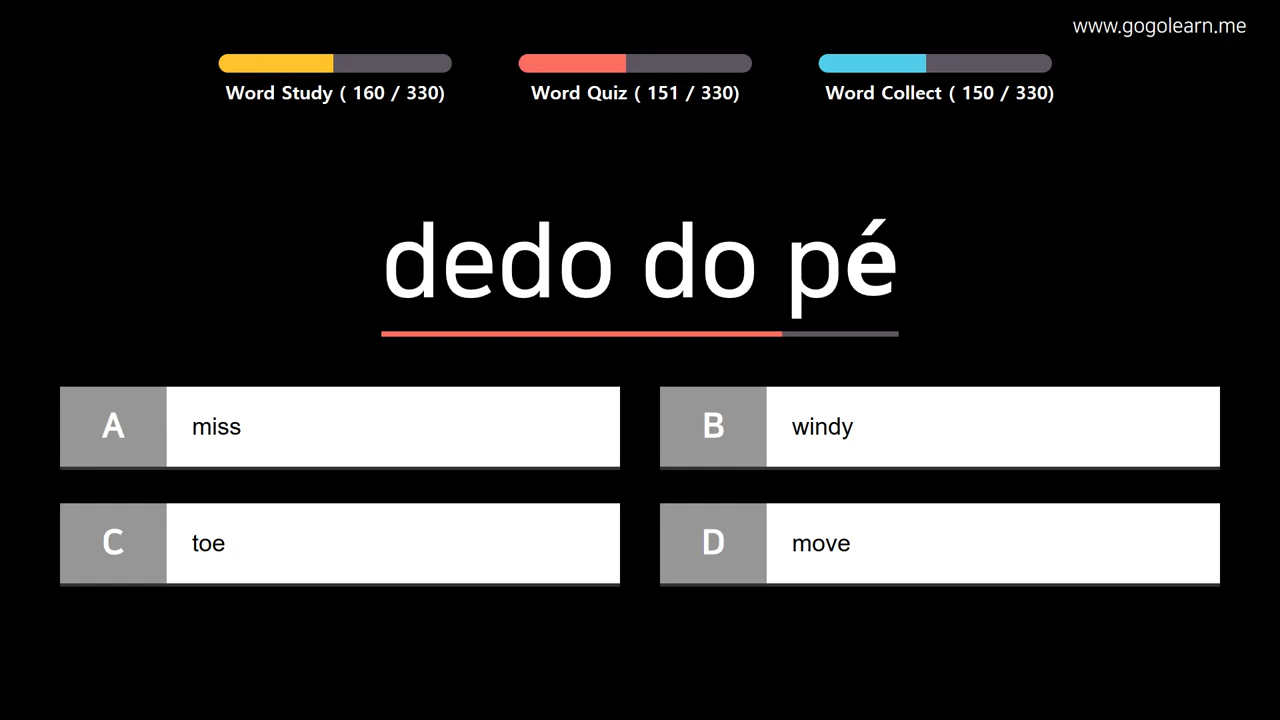 www.gogolearn.me
Word Study ( 160 / 330)
Word Quiz ( 151 / 330)
Word Collect ( 150 / 330)
dedo do pé
A miss
B windy
C toe
D move